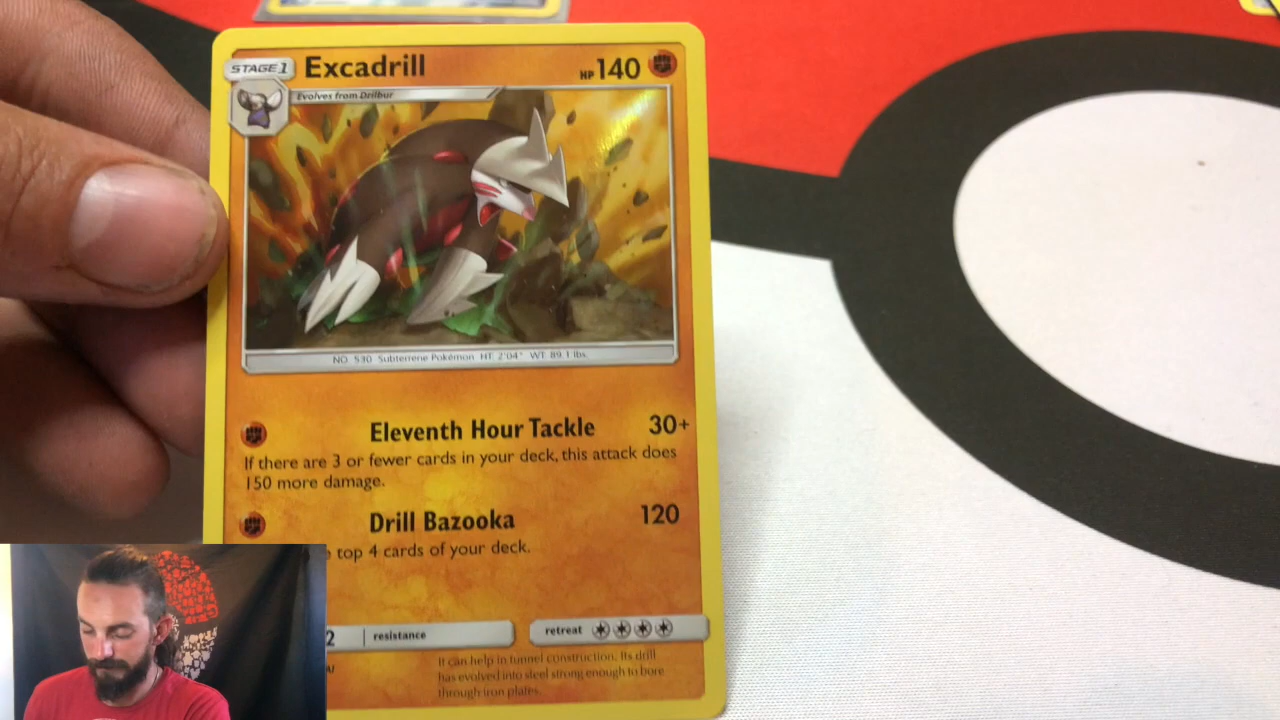 STAGE 1 Excadrill HP 140
Evolves from Drilbur
NO. 530 Subterrene Pokémon HT: 2'04" WT: 89.1 lbs.
Eleventh Hour Tackle 30+
If there are 3 or fewer cards in your deck, this attack does
150 more damage.
Drill Bazooka 120
top 4 cards of your deck.
2 resistance retreat
It can help in tunnel construction. Its drill
has evolved into steel strong enough to bore
through iron plates.